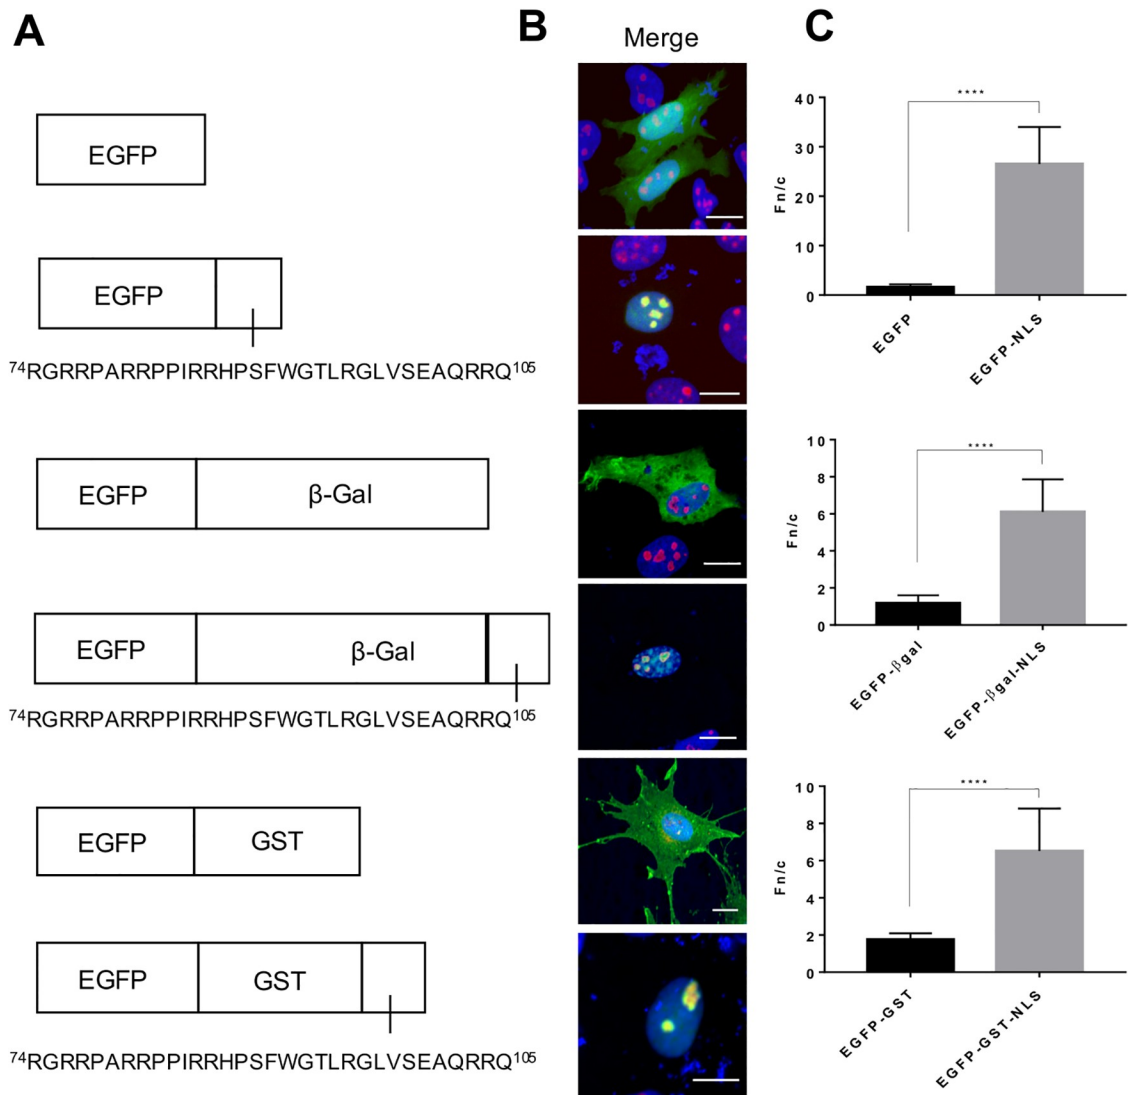 A
B
C
Merge
EGFP
EGFP
74RGRRPARRPPIRRHPSFWGTLRGLVSEAQRRQ105
EGFP β-Gal
EGFP β-Gal
74RGRRPARRPPIRRHPSFWGTLRGLVSEAQRRQ105
EGFP GST
EGFP GST
74RGRRPARRPPIRRHPSFWGTLRGLVSEAQRRQ105
****
40
30
20
10
0
Fn/c
EGFP
EGFP-NLS
****
10
8
6
4
2
0
Fn/c
EGFP-βgal
EGFP-βgal-NLS
****
10
8
6
4
2
0
Fn/c
EGFP-GST
EGFP-GST-NLS